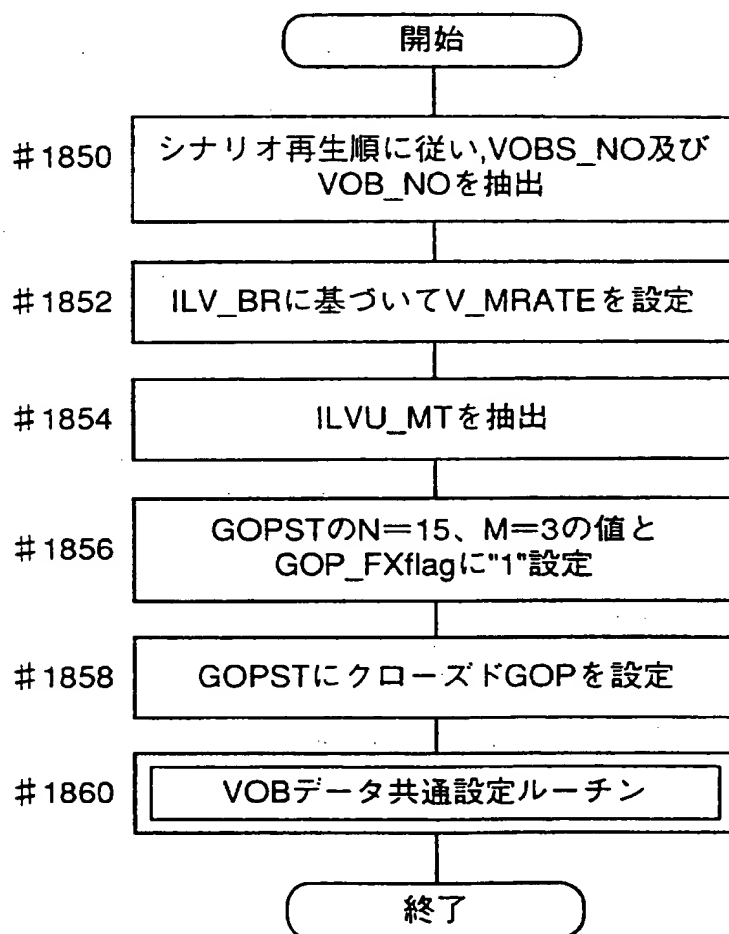 開始
#1850 シナリオ再生順に従い,VOBS_NO及び
VOB_NOを抽出
#1852 ILV_BRに基づいてV_MRATEを設定
#1854 ILVU_MTを抽出
#1856 GOPSTのN=15、M=3の値と
GOP_FXflagに"1"設定
#1858 GOPSTにクローズドGOPを設定
#1860 VOBデータ共通設定ルーチン
終了